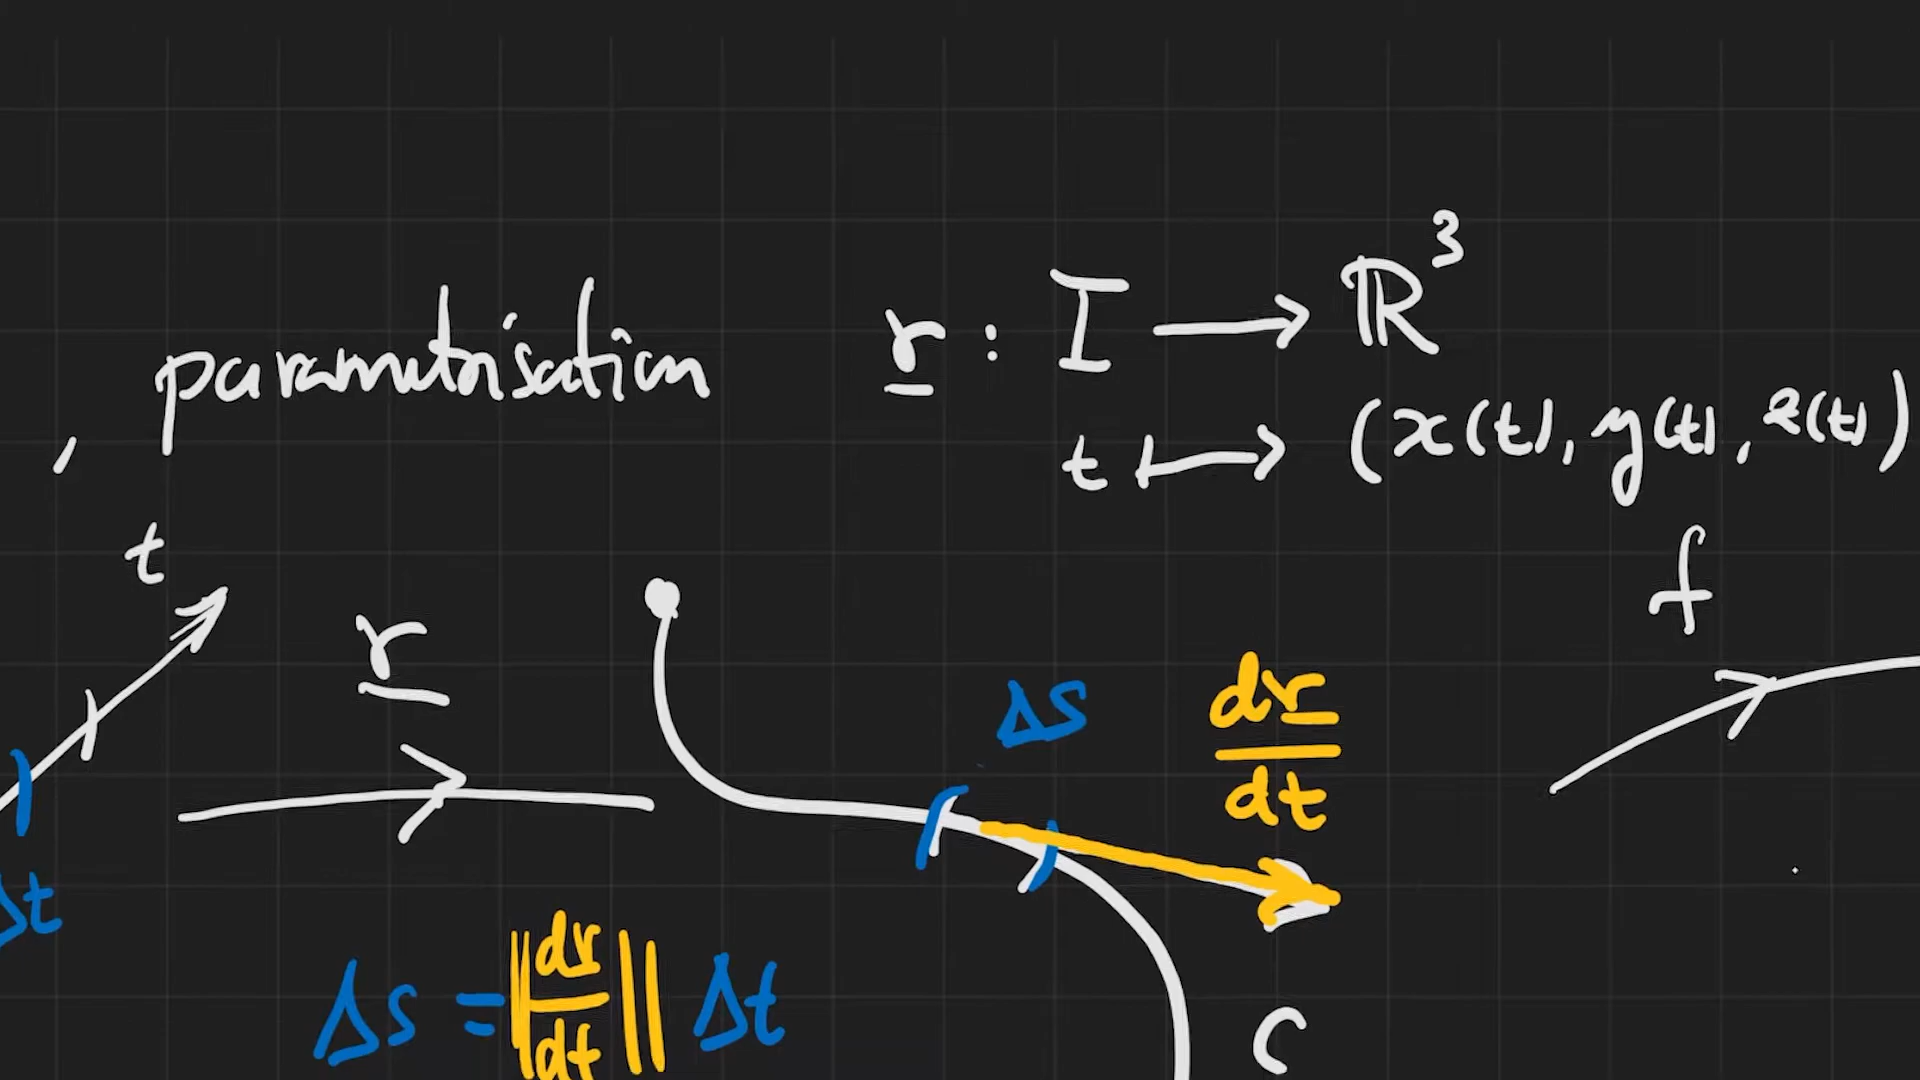 , parametrisation r : I → ℝ³
t ↦ (x(t), y(t), z(t))
t
r
f
Δs
dr/dt
Δt
Δs = ||dr/dt|| Δt
C